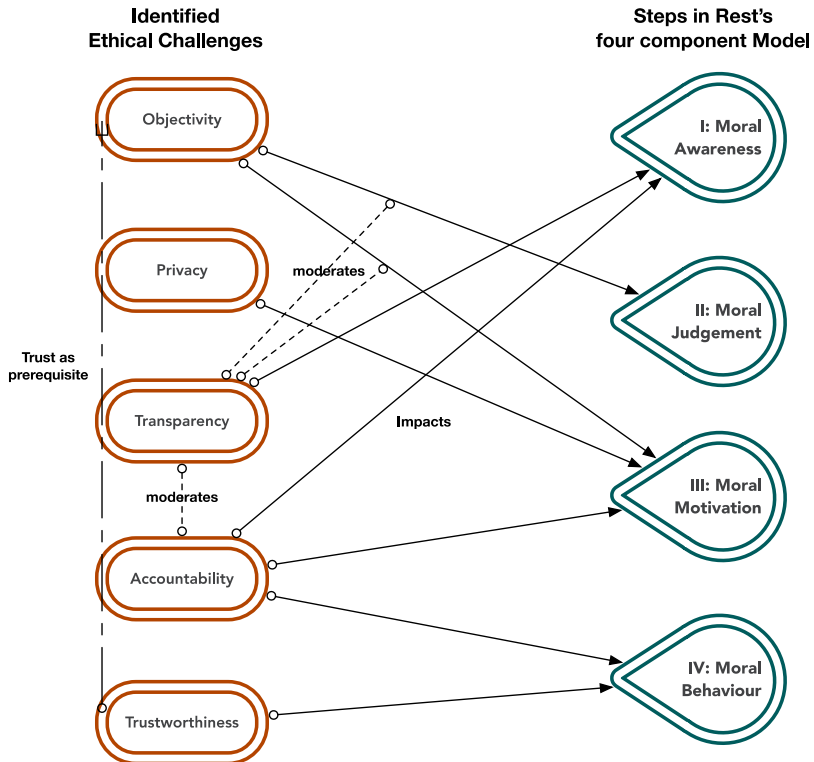 Identified
Ethical Challenges
Steps in Rest's
four component Model
Objectivity
I: Moral
Awareness
Privacy
moderates
II: Moral
Judgement
Trust as
prerequisite
Transparency
Impacts
moderates
III: Moral
Motivation
Accountability
IV: Moral
Behaviour
Trustworthiness